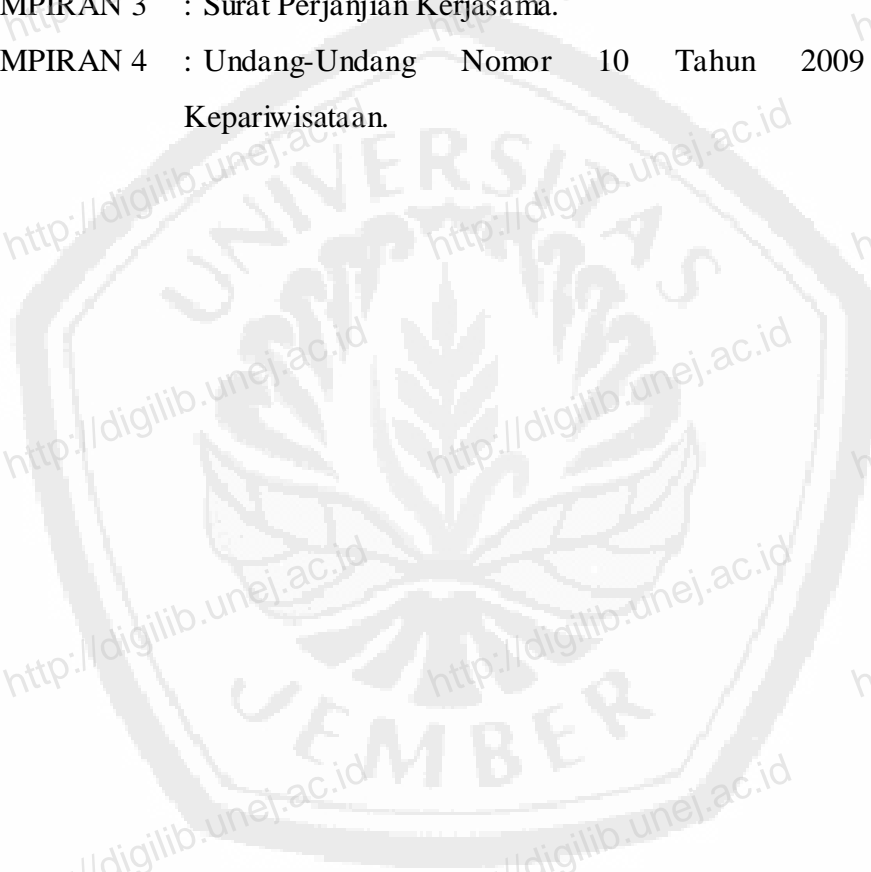 MPIRAN 3 : Surat Perjanjian Kerjasama.
MPIRAN 4 : Undang-Undang Nomor 10 Tahun 2009
Kepariwisataan.
UNIVERSITAS
JEMBER
http://digilib.unej.ac.id
http://digilib.unej.ac.id
http://digilib.unej.ac.id
http://digilib.unej.ac.id
http://digilib.unej.ac.id
http://digilib.unej.ac.id
http://digilib.unej.ac.id
http://digilib.unej.ac.id